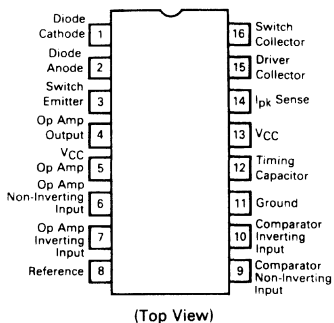 Diode
Cathode 1
Diode
Anode 2
Switch
Emitter 3
Op Amp
Output 4
VCC
Op Amp 5
Op Amp
Non-Inverting
Input 6
Op Amp
Inverting
Input 7
Reference 8
16 Switch
Collector
15 Driver
Collector
14 Ipk Sense
13 VCC
12 Timing
Capacitor
11 Ground
10 Comparator
Inverting
Input
9 Comparator
Non-Inverting
Input
(Top View)